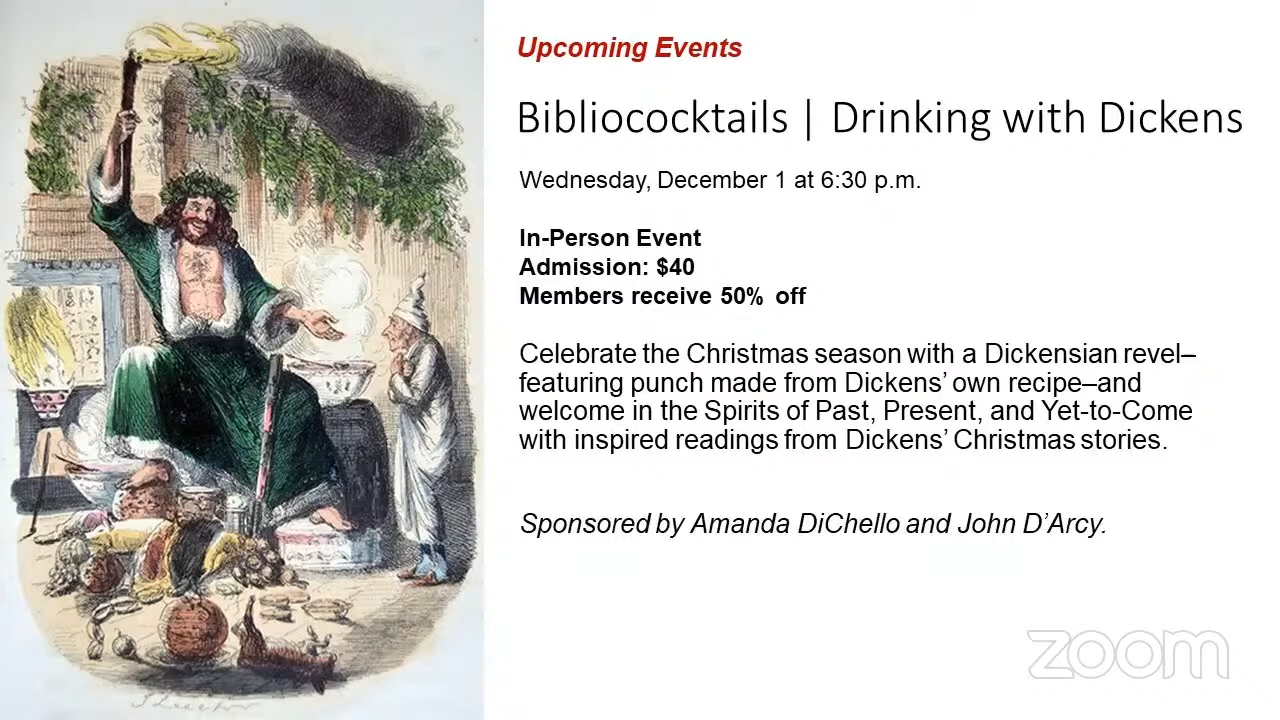 Upcoming Events
Bibliococktails | Drinking with Dickens
Wednesday, December 1 at 6:30 p.m.
In-Person Event
Admission: $40
Members receive 50% off
Celebrate the Christmas season with a Dickensian revel–
featuring punch made from Dickens’ own recipe–and
welcome in the Spirits of Past, Present, and Yet-to-Come
with inspired readings from Dickens’ Christmas stories.
Sponsored by Amanda DiChello and John D’Arcy.
zoom